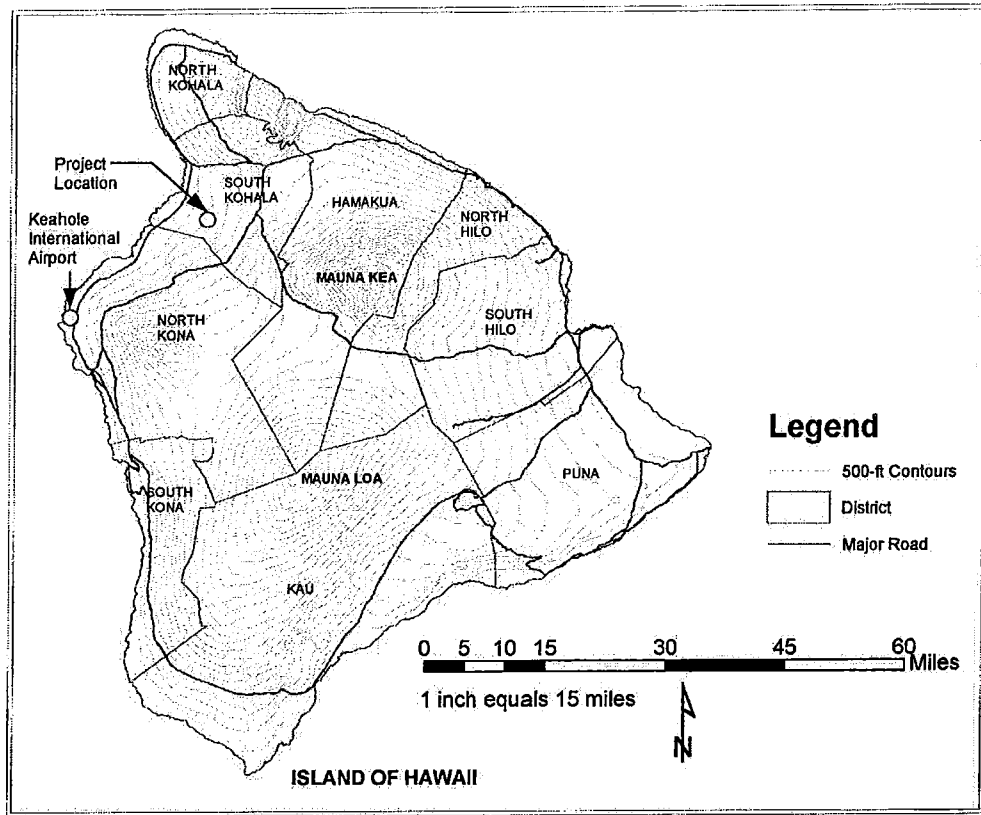 NORTH
KOHALA
Project
Location
SOUTH
KOHALA
HAMAKUA
NORTH
HILO
Keahole
International
Airport
MAUNA KEA
NORTH
KONA
SOUTH
HILO
Legend
500-ft Contours
District
Major Road
MAUNA LOA
PUNA
SOUTH
KONA
KAU
0 5 10 15 30 45 60
Miles
1 inch equals 15 miles
N
ISLAND OF HAWAII